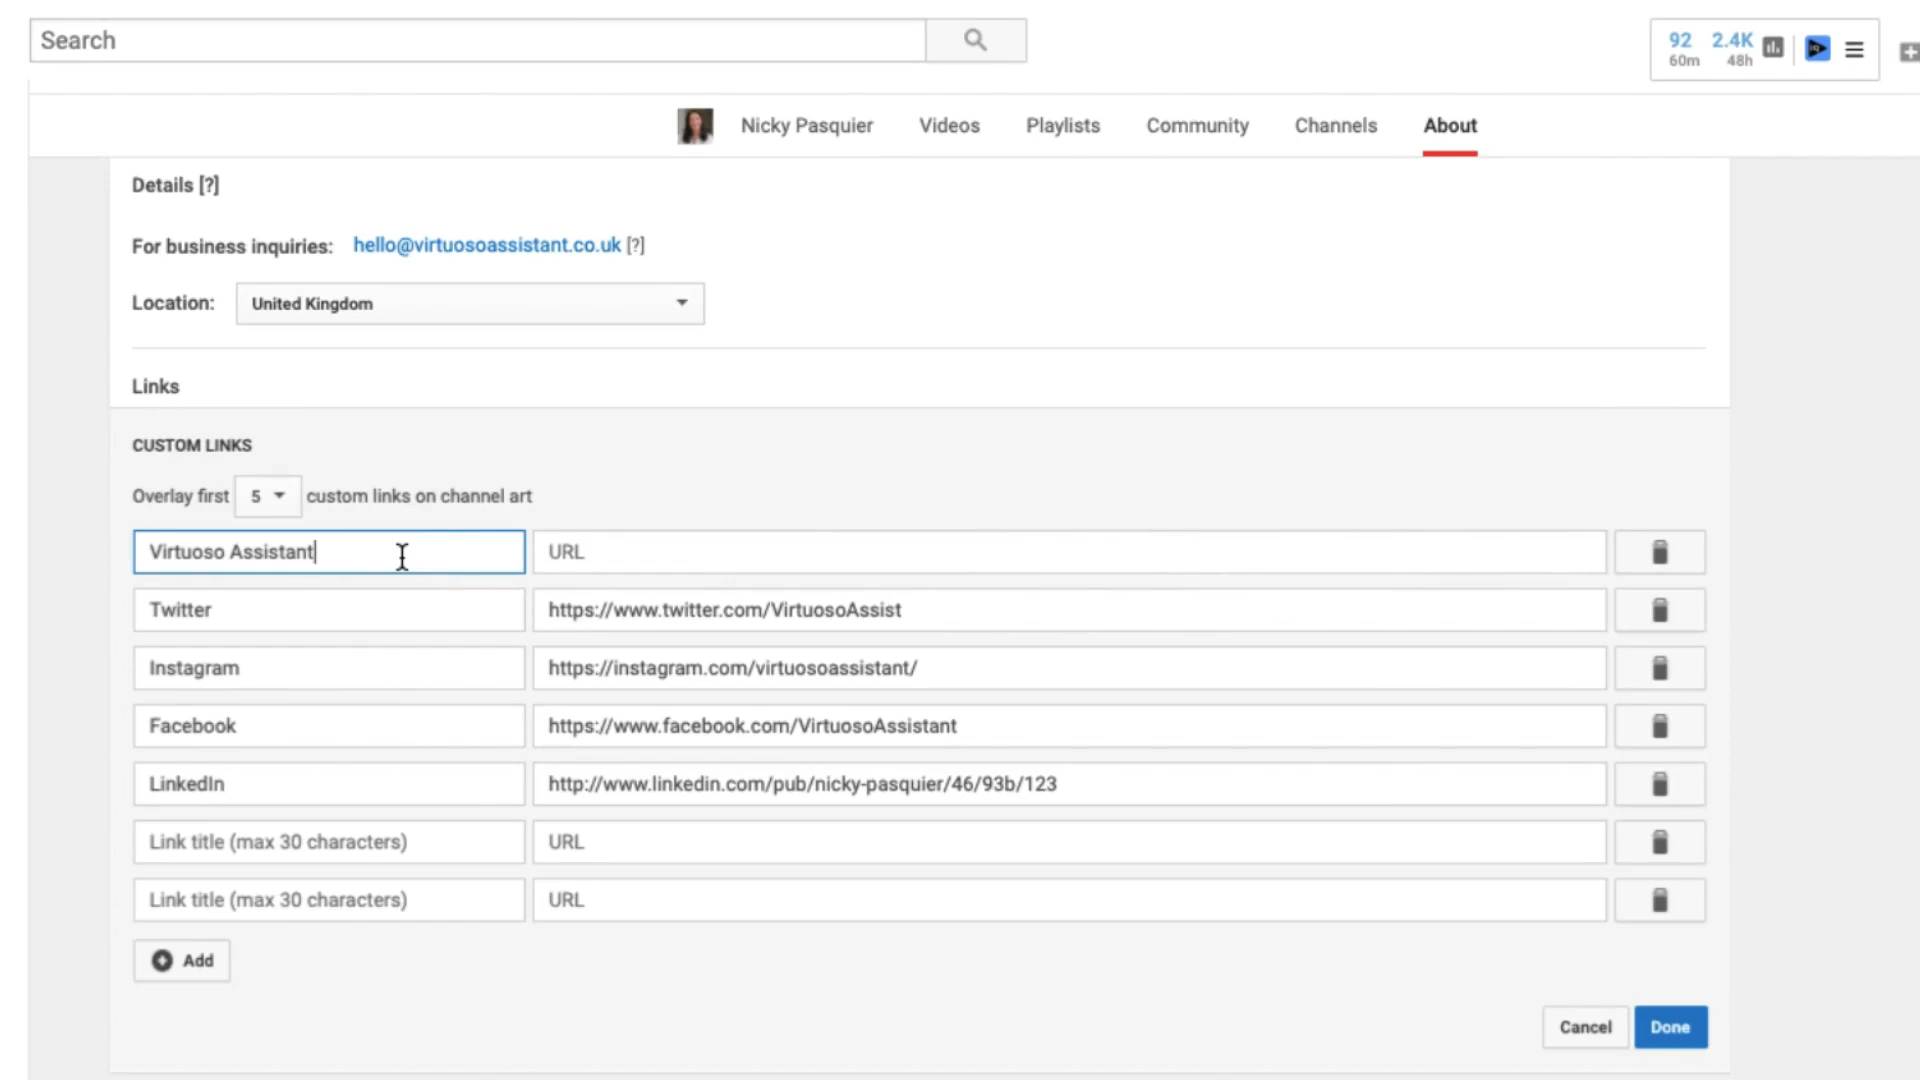 Search
92 2.4K
60m 48h
Nicky Pasquier Videos Playlists Community Channels About
Details [?]
For business inquiries: hello@virtuosoassistant.co.uk [?]
Location: United Kingdom
Links
CUSTOM LINKS
Overlay first 5 custom links on channel art
Virtuoso Assistant URL
Twitter https://www.twitter.com/VirtuosoAssist
Instagram https://instagram.com/virtuosoassistant/
Facebook https://www.facebook.com/VirtuosoAssistant
LinkedIn http://www.linkedin.com/pub/nicky-pasquier/46/93b/123
Link title (max 30 characters) URL
Link title (max 30 characters) URL
Add
Cancel Done